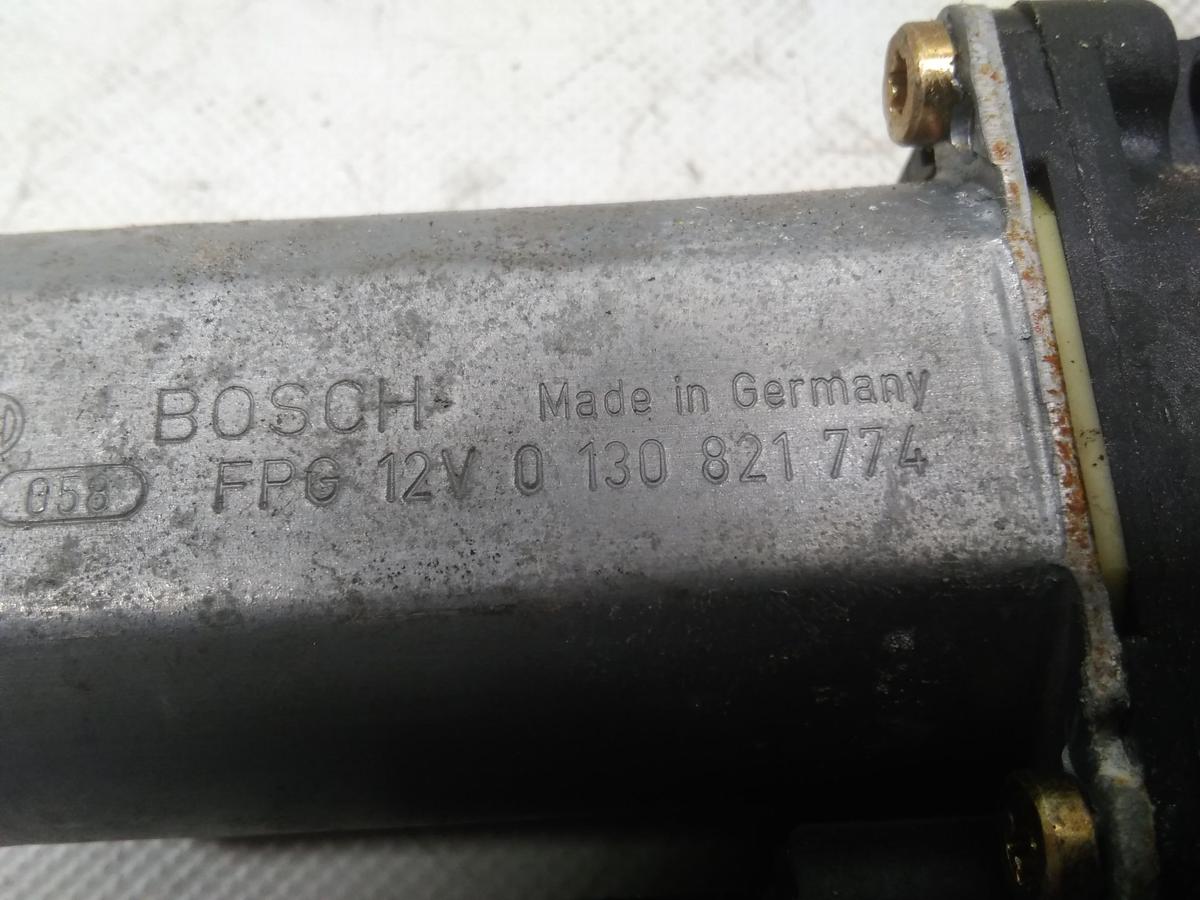 BOSCH Made in Germany
058 FPG 12V 0 130 821 774